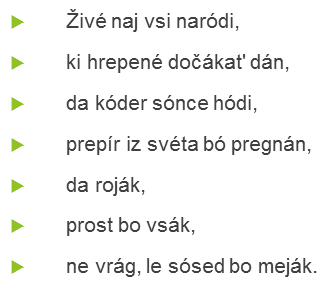 Živé naj vsi naródi,
ki hrepené dočákat' dán,
da kóder sónce hódi,
prepír iz svéta bó pregnán,
da roják,
prost bo vsák,
ne vrág, le sósed bo meják.